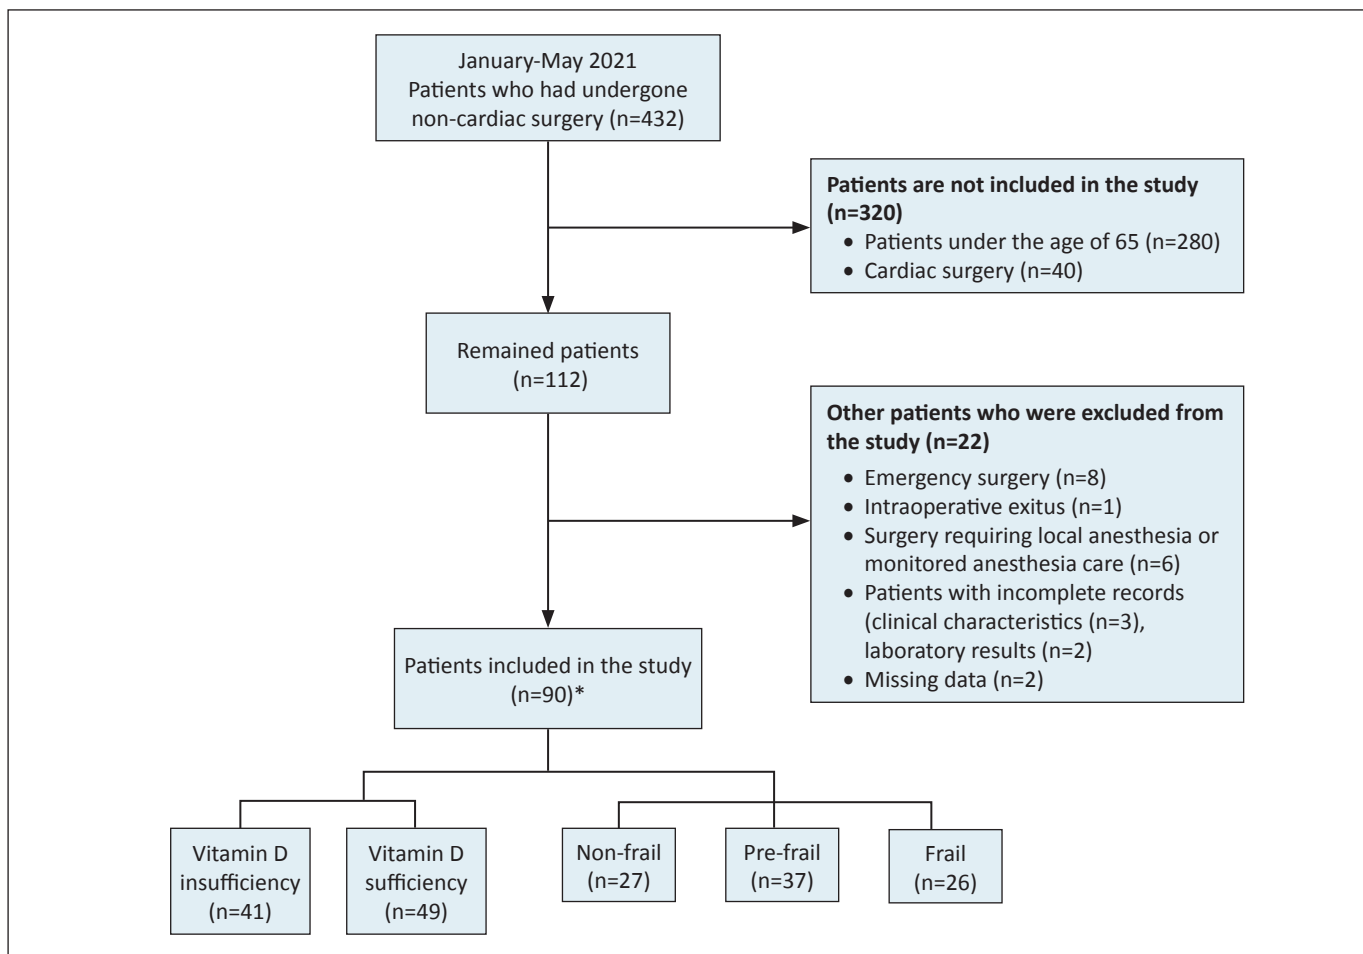 January-May 2021
Patients who had undergone
non-cardiac surgery (n=432)
Patients are not included in the study
(n=320)
• Patients under the age of 65 (n=280)
• Cardiac surgery (n=40)
Remained patients
(n=112)
Other patients who were excluded from
the study (n=22)
• Emergency surgery (n=8)
• Intraoperative exitus (n=1)
• Surgery requiring local anesthesia or
monitored anesthesia care (n=6)
• Patients with incomplete records
(clinical characteristics (n=3),
laboratory results (n=2)
• Missing data (n=2)
Patients included in the study
(n=90)*
Vitamin D
insufficiency
(n=41)
Vitamin D
sufficiency
(n=49)
Non-frail
(n=27)
Pre-frail
(n=37)
Frail
(n=26)